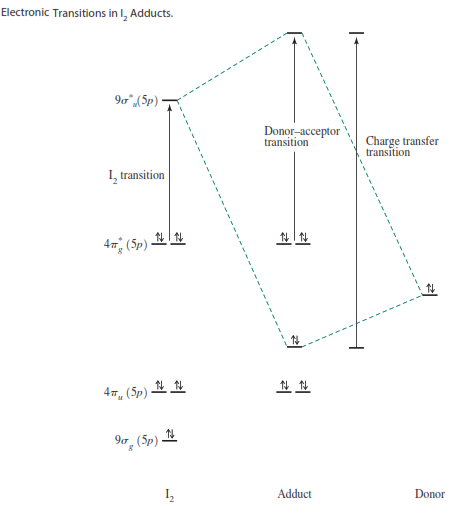 Electronic Transitions in I₂ Adducts.
9σ*ᵤ(5p)
Donor–acceptor
transition
Charge transfer
transition
I₂ transition
4π*g (5p)
4πᵤ (5p)
9σg (5p)
I₂ Adduct Donor